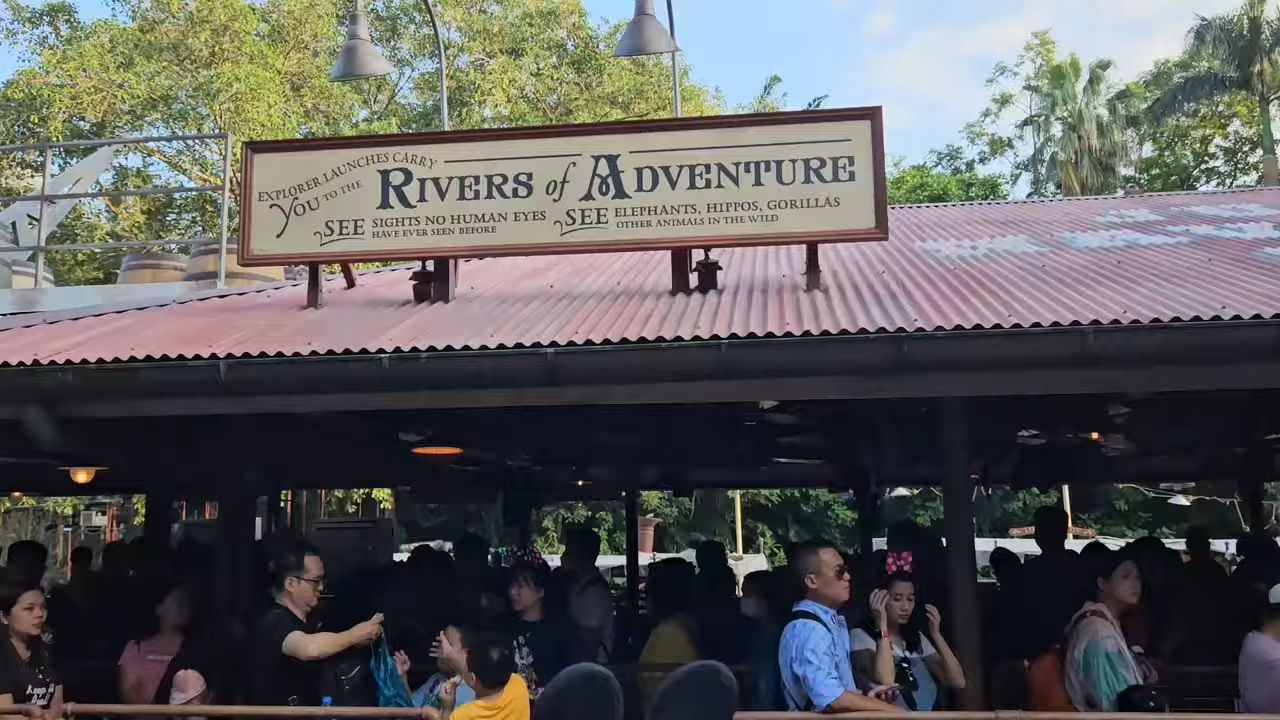 EXPLORER LAUNCHES CARRY
YOU TO THE
RIVERS of ADVENTURE
SEE SIGHTS NO HUMAN EYES
HAVE EVER SEEN BEFORE
SEE ELEPHANTS, HIPPOS, GORILLAS
OTHER ANIMALS IN THE WILD